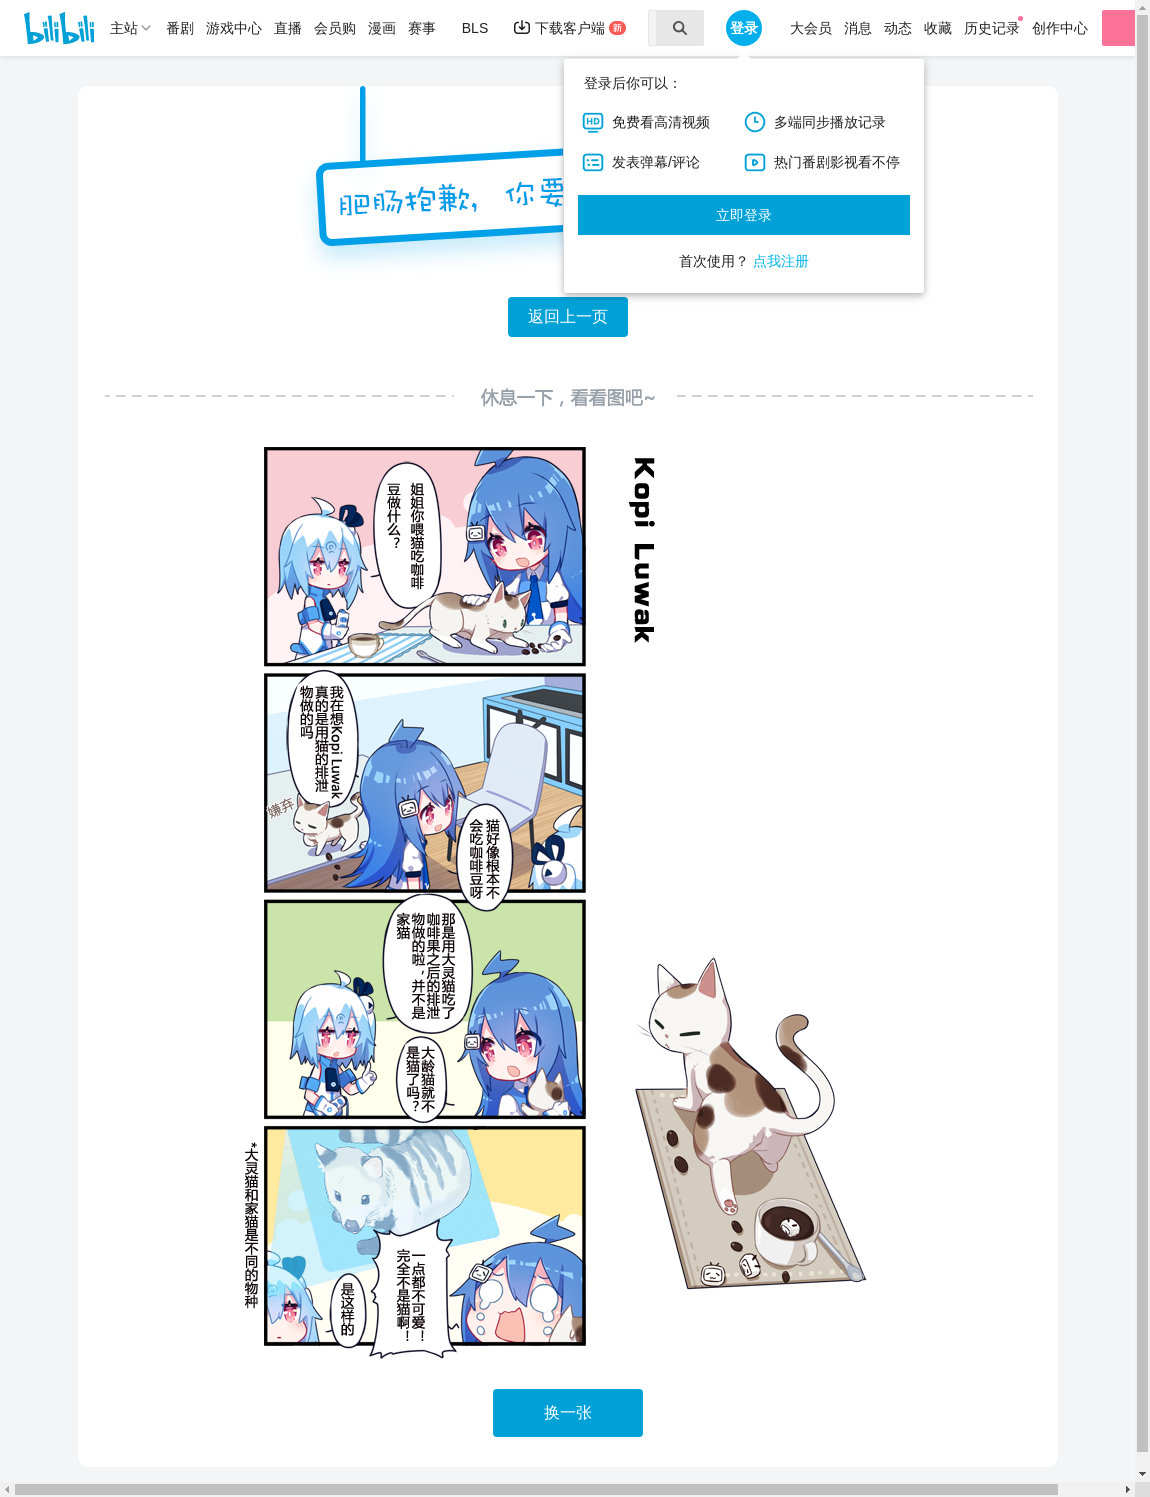 bilibili
主站
番剧
游戏中心
直播
会员购
漫画
赛事
BLS
下载客户端
新
登录
大会员
消息
动态
收藏
历史记录
创作中心
登录后你可以：
HD
免费看高清视频
多端同步播放记录
发表弹幕/评论
热门番剧影视看不停
立即登录
首次使用？
点我注册
肥肠抱歉，你要
返回上一页
休息一下，看看图吧~
Kopi Luwak
姐姐你喂猫吃咖啡
豆做什么？
我在想Kopi Luwak
真的是用猫的排泄
物做的吗
嫌弃
猫好像根本不
会吃咖啡豆呀
那是用大灵猫吃了
咖啡果之后的排泄
物做的啦，并不是
家猫
大龄猫就不
是猫了吗？
*大灵猫和家猫是不同的物种
一点都不可爱！
完全不是猫啊！
是这样的
换一张